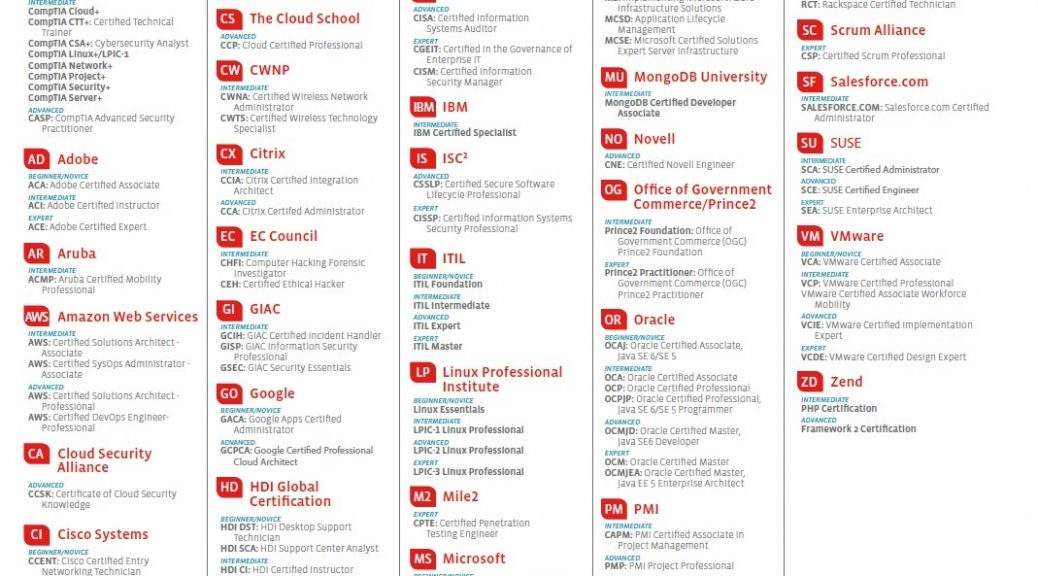 INTERMEDIATE
CompTIA Cloud+
CompTIA CTT+: Certified Technical
Trainer
CompTIA CSA+: Cybersecurity Analyst
CompTIA Linux+/LPIC-1
CompTIA Network+
CompTIA Project+
CompTIA Security+
CompTIA Server+
ADVANCED
CASP: CompTIA Advanced Security
Practitioner
AD Adobe
BEGINNER/NOVICE
ACA: Adobe Certified Associate
INTERMEDIATE
ACI: Adobe Certified Instructor
EXPERT
ACE: Adobe Certified Expert
AR Aruba
INTERMEDIATE
ACMP: Aruba Certified Mobility
Professional
AWS Amazon Web Services
INTERMEDIATE
AWS: Certified Solutions Architect -
Associate
AWS: Certified SysOps Administrator -
Associate
ADVANCED
AWS: Certified Solutions Architect -
Professional
AWS: Certified DevOps Engineer-
Professional
CA Cloud Security
Alliance
ADVANCED
CCSK: Certificate of Cloud Security
Knowledge
CI Cisco Systems
BEGINNER/NOVICE
CCENT: Cisco Certified Entry
Networking Technician
CS The Cloud School
ADVANCED
CCP: Cloud Certified Professional
CW CWNP
INTERMEDIATE
CWNA: Certified Wireless Network
Administrator
CWTS: Certified Wireless Technology
Specialist
CX Citrix
INTERMEDIATE
CCIA: Citrix Certified Integration
Architect
ADVANCED
CCA: Citrix Certified Administrator
EC EC Council
INTERMEDIATE
CHFI: Computer Hacking Forensic
Investigator
CEH: Certified Ethical Hacker
GI GIAC
INTERMEDIATE
GCIH: GIAC Certified Incident Handler
GISP: GIAC Information Security
Professional
GSEC: GIAC Security Essentials
GO Google
BEGINNER/NOVICE
GACA: Google Apps Certified
Administrator
ADVANCED
GCPCA: Google Certified Professional
Cloud Architect
HD HDI Global
Certification
BEGINNER/NOVICE
HDI DST: HDI Desktop Support
Technician
HDI SCA: HDI Support Center Analyst
INTERMEDIATE
HDI CI: HDI Certified Instructor
ADVANCED
CISA: Certified Information
Systems Auditor
EXPERT
CGEIT: Certified in the Governance of
Enterprise IT
CISM: Certified Information
Security Manager
IBM IBM
INTERMEDIATE
IBM Certified Specialist
IS ISC²
ADVANCED
CSSLP: Certified Secure Software
Lifecycle Professional
EXPERT
CISSP: Certified Information Systems
Security Professional
IT ITIL
BEGINNER/NOVICE
ITIL Foundation
INTERMEDIATE
ITIL Intermediate
ADVANCED
ITIL Expert
EXPERT
ITIL Master
LP Linux Professional
Institute
BEGINNER/NOVICE
Linux Essentials
INTERMEDIATE
LPIC-1 Linux Professional
ADVANCED
LPIC-2 Linux Professional
EXPERT
LPIC-3 Linux Professional
M2 Mile2
EXPERT
CPTE: Certified Penetration
Testing Engineer
MS Microsoft
Infrastructure Solutions
MCSD: Application Lifecycle
Management
MCSE: Microsoft Certified Solutions
Expert Server Infrastructure
MU MongoDB University
INTERMEDIATE
MongoDB Certified Developer
Associate
NO Novell
ADVANCED
CNE: Certified Novell Engineer
OG Office of Government
Commerce/Prince2
INTERMEDIATE
Prince2 Foundation: Office of
Government Commerce (OGC)
Prince2 Foundation
EXPERT
Prince2 Practitioner: Office of
Government Commerce (OGC)
Prince2 Practitioner
OR Oracle
BEGINNER/NOVICE
OCAJ: Oracle Certified Associate,
Java SE 6/SE 5
INTERMEDIATE
OCA: Oracle Certified Associate
OCP: Oracle Certified Professional
OCPJP: Oracle Certified Professional,
Java SE 6/SE 5 Programmer
ADVANCED
OCMJD: Oracle Certified Master,
Java SE6 Developer
EXPERT
OCM: Oracle Certified Master
OCMJEA: Oracle Certified Master,
Java EE 5 Enterprise Architect
PM PMI
INTERMEDIATE
CAPM: PMI Certified Associate in
Project Management
ADVANCED
PMP: PMI Project Professional
RCT: Rackspace Certified Technician
SC Scrum Alliance
EXPERT
CSP: Certified Scrum Professional
SF Salesforce.com
INTERMEDIATE
SALESFORCE.COM: Salesforce.com Certified
Administrator
SU SUSE
INTERMEDIATE
SCA: SUSE Certified Administrator
ADVANCED
SCE: SUSE Certified Engineer
EXPERT
SEA: SUSE Enterprise Architect
VM VMware
BEGINNER/NOVICE
VCA: VMware Certified Associate
INTERMEDIATE
VCP: VMware Certified Professional
VMware Certified Associate Workforce
Mobility
ADVANCED
VCIE: VMware Certified Implementation
Expert
EXPERT
VCDE: VMware Certified Design Expert
ZD Zend
INTERMEDIATE
PHP Certification
ADVANCED
Framework 2 Certification